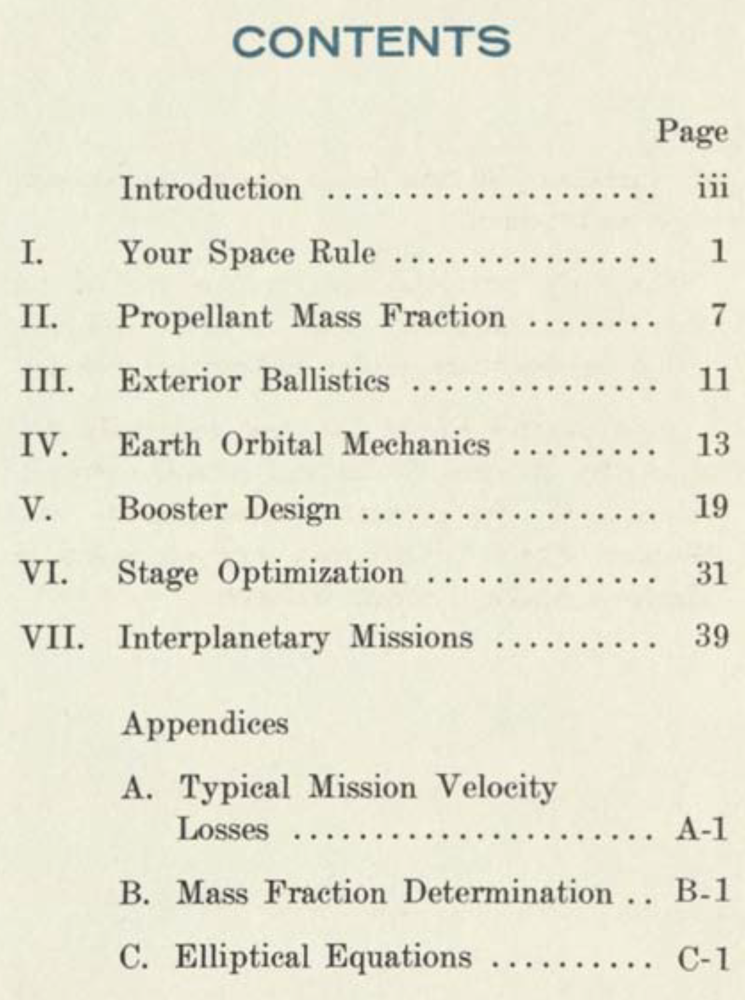 CONTENTS
Page
Introduction .................... iii
I. Your Space Rule ................ 1
II. Propellant Mass Fraction ........ 7
III. Exterior Ballistics ............... 11
IV. Earth Orbital Mechanics ......... 13
V. Booster Design .................. 19
VI. Stage Optimization .............. 31
VII. Interplanetary Missions .......... 39
Appendices
A. Typical Mission Velocity
Losses ...................... A-1
B. Mass Fraction Determination .. B-1
C. Elliptical Equations .......... C-1